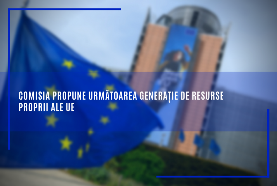 COMISIA PROPUNE URMĂTOAREA GENERAȚIE DE RESURSE
PROPRII ALE UE